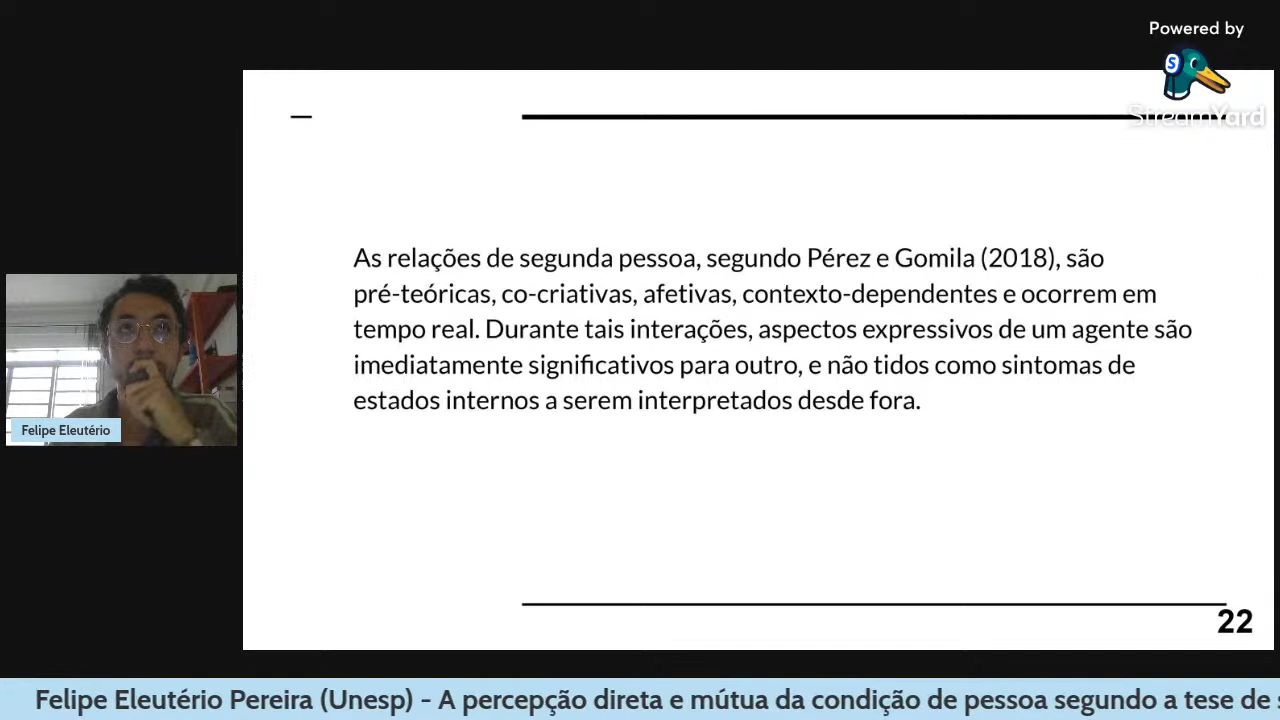 Powered by
StreamYard
As relações de segunda pessoa, segundo Pérez e Gomila (2018), são
pré-teóricas, co-criativas, afetivas, contexto-dependentes e ocorrem em
tempo real. Durante tais interações, aspectos expressivos de um agente são
imediatamente significativos para outro, e não tidos como sintomas de
estados internos a serem interpretados desde fora.
Felipe Eleutério
22
Felipe Eleutério Pereira (Unesp) - A percepção direta e mútua da condição de pessoa segundo a tese de